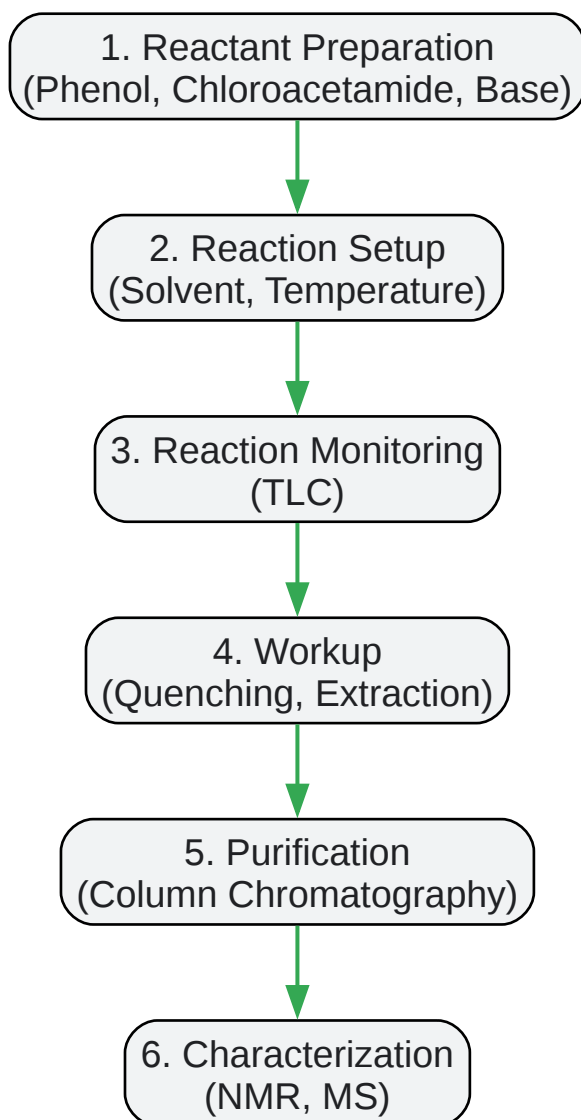 1. Reactant Preparation
(Phenol, Chloroacetamide, Base)
2. Reaction Setup
(Solvent, Temperature)
3. Reaction Monitoring
(TLC)
4. Workup
(Quenching, Extraction)
5. Purification
(Column Chromatography)
6. Characterization
(NMR, MS)